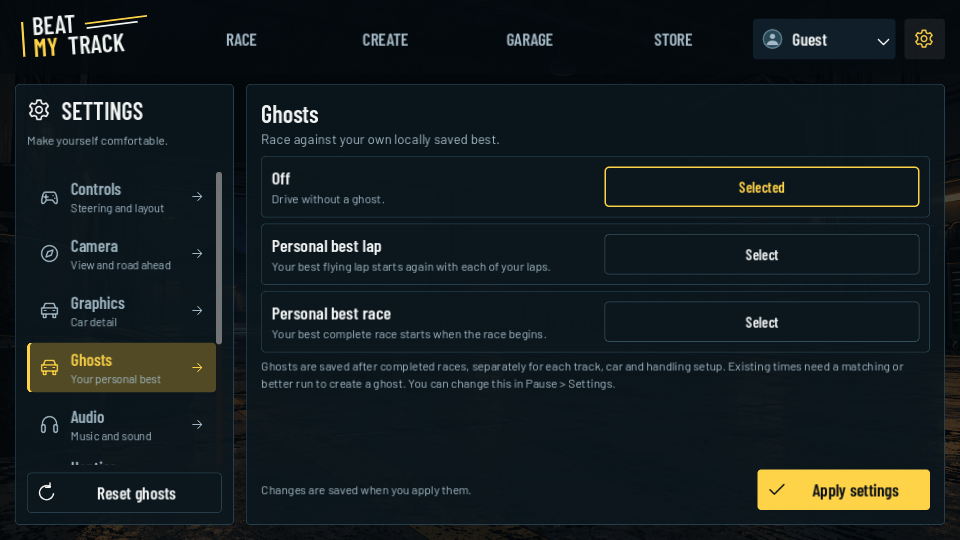 BEAT
MY TRACK
RACE
CREATE
GARAGE
STORE
Guest
SETTINGS
Make yourself comfortable.
Controls
Steering and layout
Camera
View and road ahead
Graphics
Car detail
Ghosts
Your personal best
Audio
Music and sound
Reset ghosts
Ghosts
Race against your own locally saved best.
Off
Drive without a ghost.
Selected
Personal best lap
Your best flying lap starts again with each of your laps.
Select
Personal best race
Your best complete race starts when the race begins.
Select
Ghosts are saved after completed races, separately for each track, car and handling setup. Existing times need a matching or
better run to create a ghost. You can change this in Pause > Settings.
Changes are saved when you apply them.
Apply settings